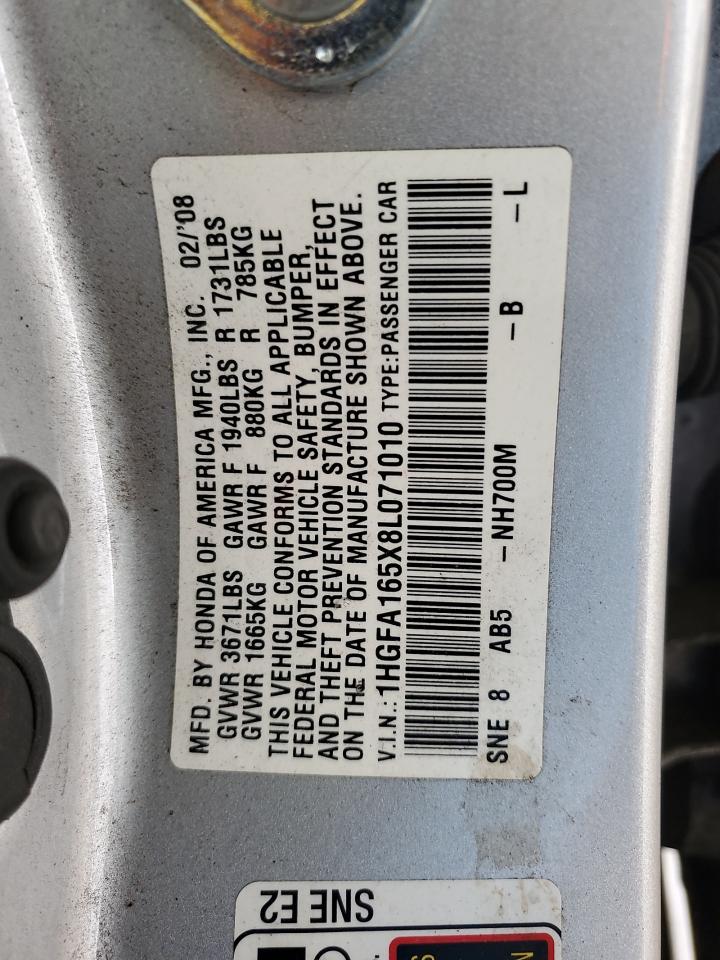 MFD. BY HONDA OF AMERICA MFG., INC. 02/'08
GVWR 3671LBS GAWR F 1940LBS R 1731LBS
GVWR 1665KG GAWR F 880KG R 785KG
THIS VEHICLE CONFORMS TO ALL APPLICABLE
FEDERAL MOTOR VEHICLE SAFETY, BUMPER,
AND THEFT PREVENTION STANDARDS IN EFFECT
ON THE DATE OF MANUFACTURE SHOWN ABOVE.
V.I.N.: 1HGFA165X8L071010 TYPE:PASSENGER CAR
SNE 8 AB5 -NH700M -B -L
SNE E2